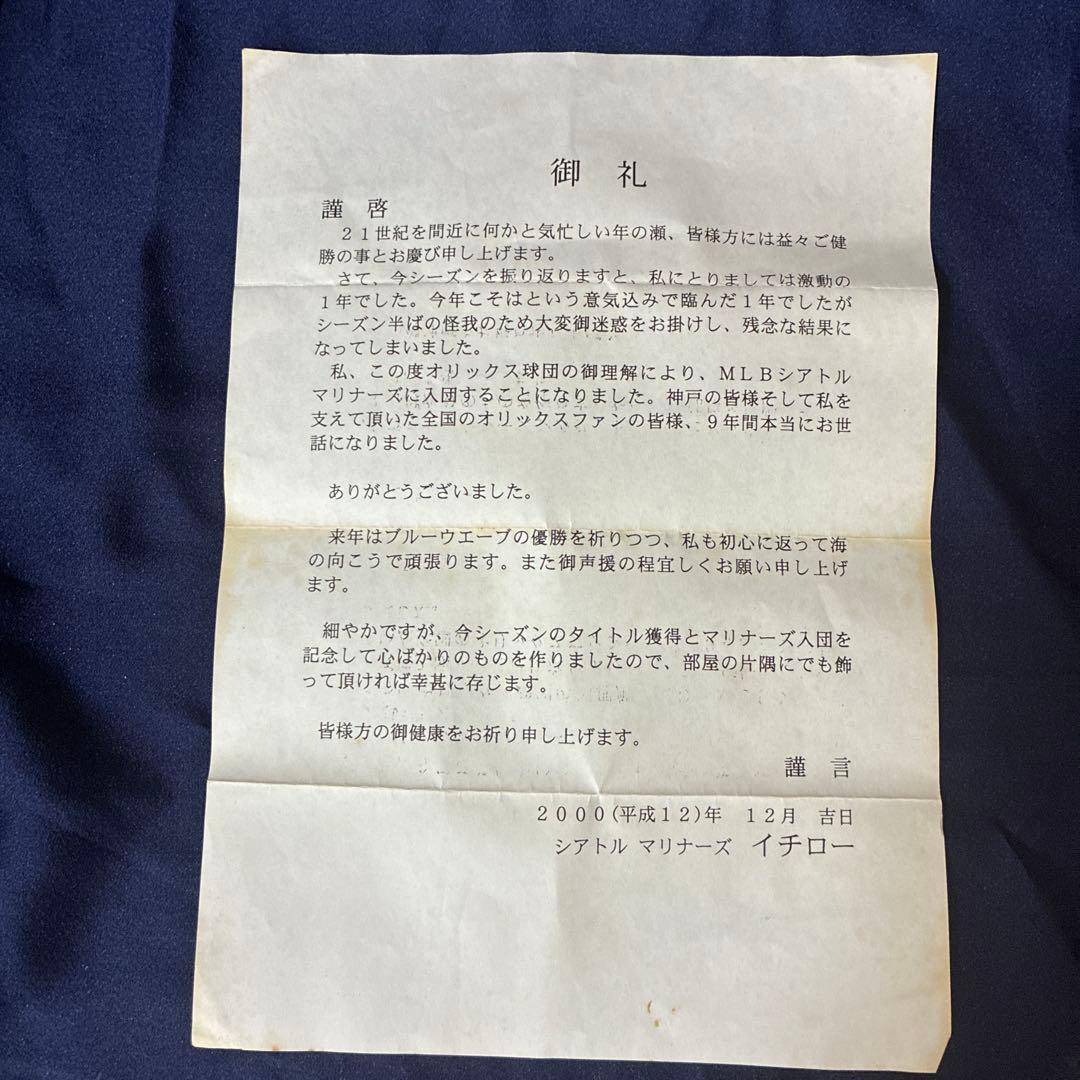 御 礼
謹 啓
21世紀を間近に何かと気忙しい年の瀬、皆様方には益々ご健
勝の事とお慶び申し上げます。
さて、今シーズンを振り返りますと、私にとりましては激動の
1年でした。今年こそはという意気込みで臨んだ1年でしたが
シーズン半ばの怪我のため大変御迷惑をお掛けし、残念な結果に
なってしまいました。
私、この度オリックス球団の御理解により、MLBシアトル
マリナーズに入団することになりました。神戸の皆様そして私を
支えて頂いた全国のオリックスファンの皆様、9年間本当にお世
話になりました。
ありがとうございました。
来年はブルーウエーブの優勝を祈りつつ、私も初心に返って海
の向こうで頑張ります。また御声援の程宜しくお願い申し上げ
ます。
細やかですが、今シーズンのタイトル獲得とマリナーズ入団を
記念して心ばかりのものを作りましたので、部屋の片隅にでも飾
って頂ければ幸甚に存じます。
皆様方の御健康をお祈り申し上げます。
謹 言
2000(平成12)年 12月 吉日
シアトル マリナーズ イチロー